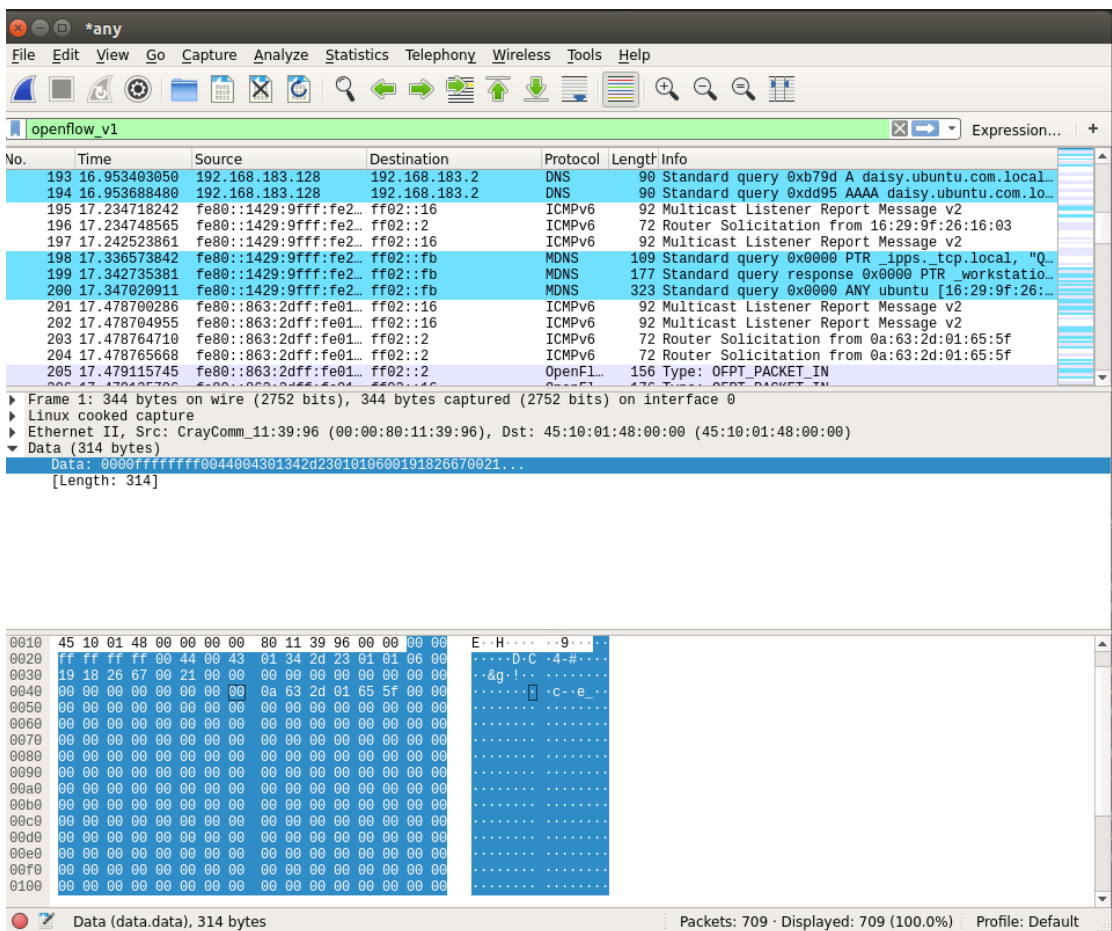 *any
File Edit View Go Capture Analyze Statistics Telephony Wireless Tools Help
openflow_v1 Expression... +
No. Time Source Destination Protocol Length Info
193 16.953403050 192.168.183.128 192.168.183.2 DNS 90 Standard query 0xb79d A daisy.ubuntu.com.local…
194 16.953688480 192.168.183.128 192.168.183.2 DNS 90 Standard query 0xdd95 AAAA daisy.ubuntu.com.lo…
195 17.234718242 fe80::1429:9fff:fe2… ff02::16 ICMPv6 92 Multicast Listener Report Message v2
196 17.234748565 fe80::1429:9fff:fe2… ff02::2 ICMPv6 72 Router Solicitation from 16:29:9f:26:16:03
197 17.242523861 fe80::1429:9fff:fe2… ff02::16 ICMPv6 92 Multicast Listener Report Message v2
198 17.336573842 fe80::1429:9fff:fe2… ff02::fb MDNS 109 Standard query 0x0000 PTR _ipps._tcp.local, "Q…
199 17.342735381 fe80::1429:9fff:fe2… ff02::fb MDNS 177 Standard query response 0x0000 PTR _workstatio…
200 17.347020911 fe80::1429:9fff:fe2… ff02::fb MDNS 323 Standard query 0x0000 ANY ubuntu [16:29:9f:26:…
201 17.478700286 fe80::863:2dff:fe01… ff02::16 ICMPv6 92 Multicast Listener Report Message v2
202 17.478704955 fe80::863:2dff:fe01… ff02::16 ICMPv6 92 Multicast Listener Report Message v2
203 17.478764710 fe80::863:2dff:fe01… ff02::2 ICMPv6 72 Router Solicitation from 0a:63:2d:01:65:5f
204 17.478765668 fe80::863:2dff:fe01… ff02::2 ICMPv6 72 Router Solicitation from 0a:63:2d:01:65:5f
205 17.479115745 fe80::863:2dff:fe01… ff02::2 OpenFl… 156 Type: OFPT_PACKET_IN
Frame 1: 344 bytes on wire (2752 bits), 344 bytes captured (2752 bits) on interface 0
Linux cooked capture
Ethernet II, Src: CrayComm_11:39:96 (00:00:80:11:39:96), Dst: 45:10:01:48:00:00 (45:10:01:48:00:00)
Data (314 bytes)
Data: 0000ffffffff0044004301342d2301010600191826670021...
[Length: 314]
0010 45 10 01 48 00 00 00 00 80 11 39 96 00 00 00 00 E··H···· ··9·····
0020 ff ff ff ff 00 44 00 43 01 34 2d 23 01 01 06 00 ·····D·C ·4-#····
0030 19 18 26 67 00 21 00 00 00 00 00 00 00 00 00 00 ··&g·!·· ········
0040 00 00 00 00 00 00 00 00 0a 63 2d 01 65 5f 00 00 ········ ·c-·e_··
0050 00 00 00 00 00 00 00 00 00 00 00 00 00 00 00 00 ········ ········
0060 00 00 00 00 00 00 00 00 00 00 00 00 00 00 00 00 ········ ········
0070 00 00 00 00 00 00 00 00 00 00 00 00 00 00 00 00 ········ ········
0080 00 00 00 00 00 00 00 00 00 00 00 00 00 00 00 00 ········ ········
0090 00 00 00 00 00 00 00 00 00 00 00 00 00 00 00 00 ········ ········
00a0 00 00 00 00 00 00 00 00 00 00 00 00 00 00 00 00 ········ ········
00b0 00 00 00 00 00 00 00 00 00 00 00 00 00 00 00 00 ········ ········
00c0 00 00 00 00 00 00 00 00 00 00 00 00 00 00 00 00 ········ ········
00d0 00 00 00 00 00 00 00 00 00 00 00 00 00 00 00 00 ········ ········
00e0 00 00 00 00 00 00 00 00 00 00 00 00 00 00 00 00 ········ ········
00f0 00 00 00 00 00 00 00 00 00 00 00 00 00 00 00 00 ········ ········
0100 00 00 00 00 00 00 00 00 00 00 00 00 00 00 00 00 ········ ········
Data (data.data), 314 bytes Packets: 709 · Displayed: 709 (100.0%) Profile: Default